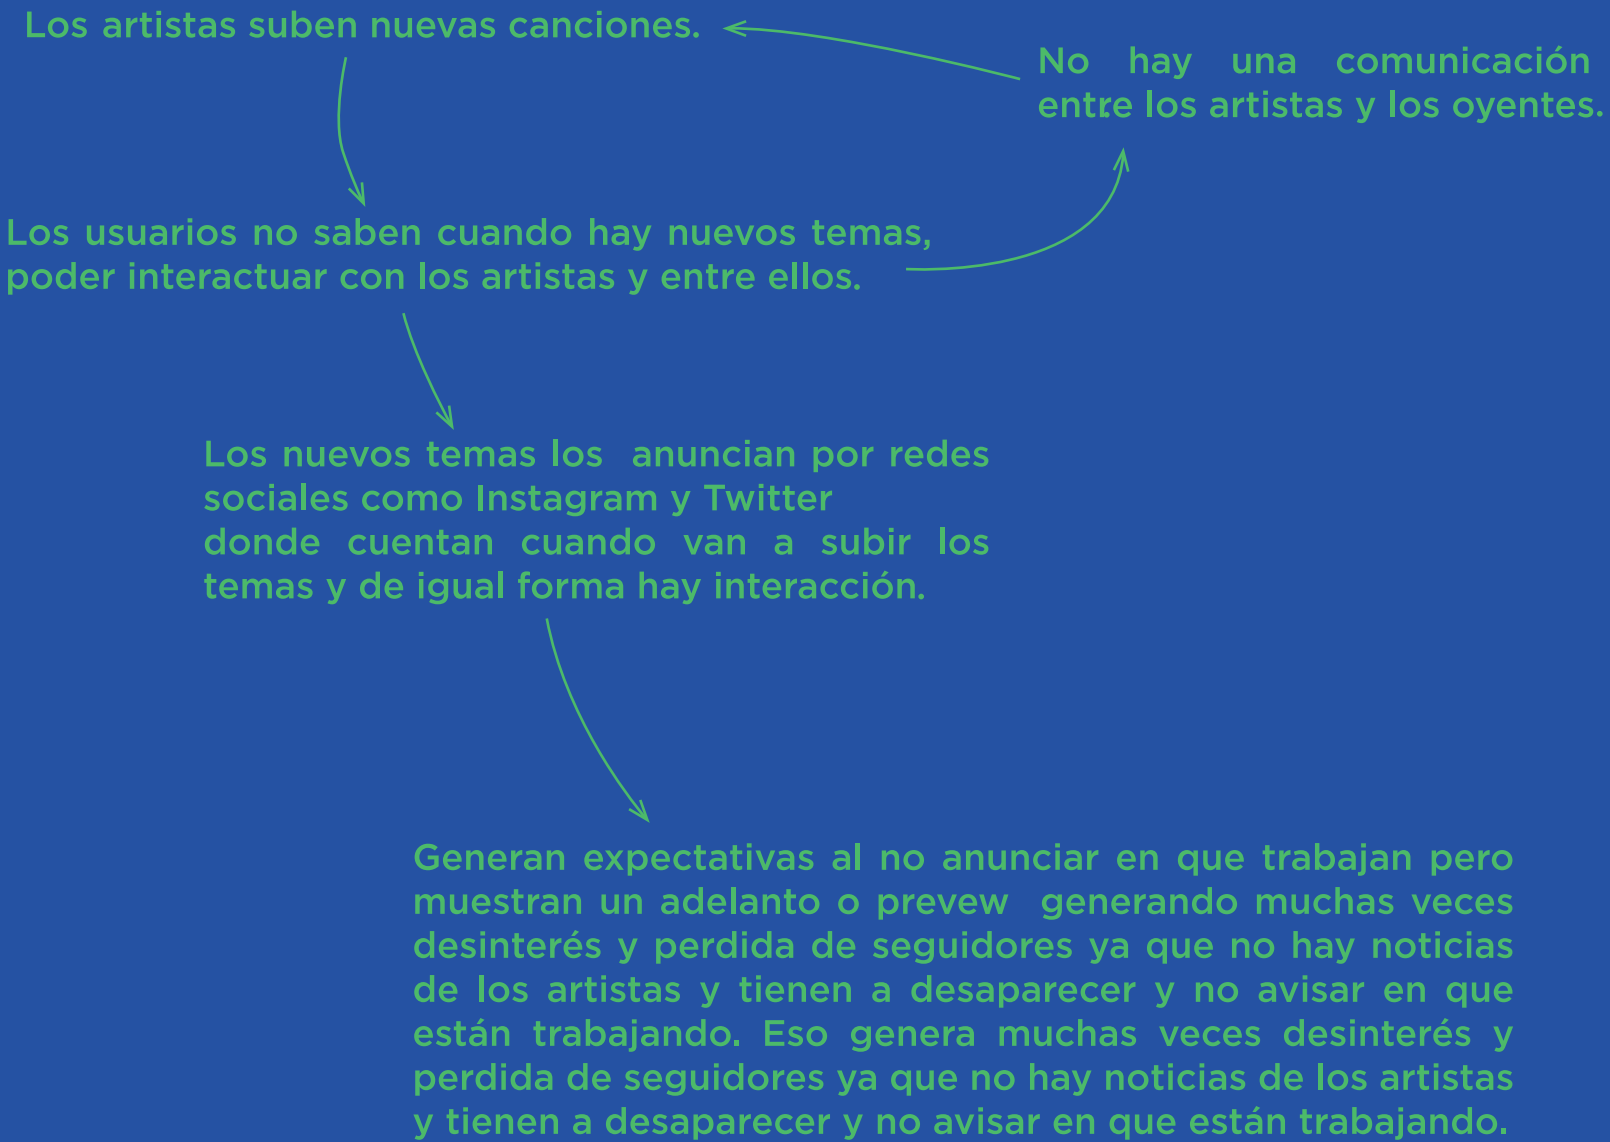 Los artistas suben nuevas canciones.
No hay una comunicación
entre los artistas y los oyentes.
Los usuarios no saben cuando hay nuevos temas,
poder interactuar con los artistas y entre ellos.
Los nuevos temas los anuncian por redes
sociales como Instagram y Twitter
donde cuentan cuando van a subir los
temas y de igual forma hay interacción.
Generan expectativas al no anunciar en que trabajan pero
muestran un adelanto o prevew generando muchas veces
desinterés y perdida de seguidores ya que no hay noticias
de los artistas y tienen a desaparecer y no avisar en que
están trabajando. Eso genera muchas veces desinterés y
perdida de seguidores ya que no hay noticias de los artistas
y tienen a desaparecer y no avisar en que están trabajando.